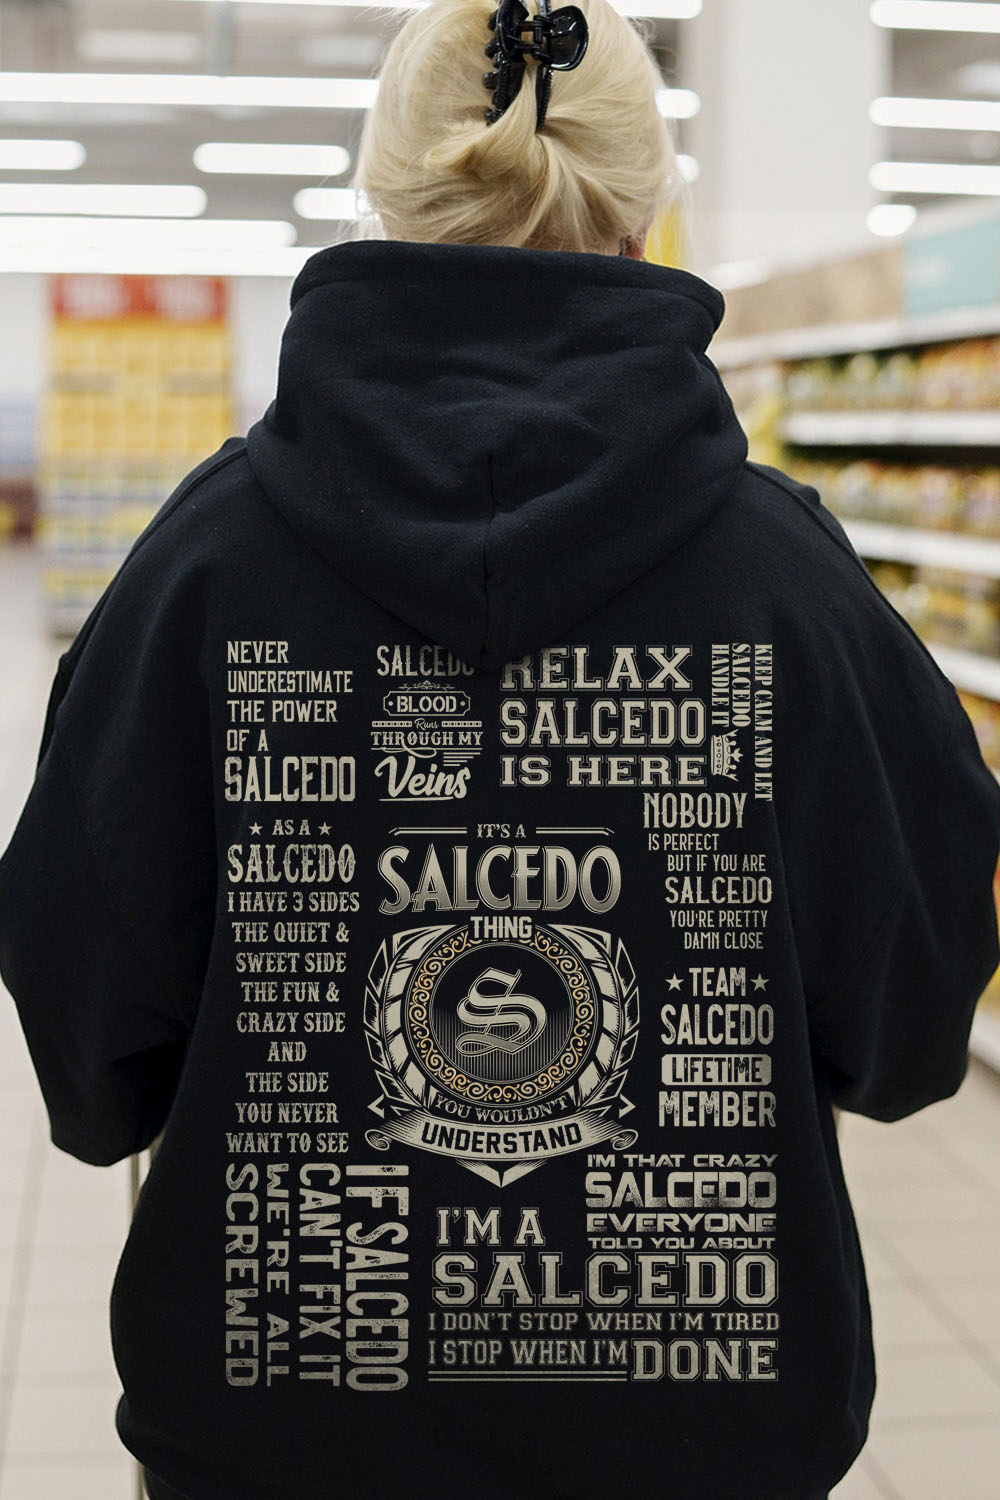 NEVER
UNDERESTIMATE
THE POWER
OF A
SALCEDO
SALCEDO
BLOOD
Runs
THROUGH MY
Veins
RELAX
SALCEDO
IS HERE
KEEP CALM AND LET
SALCEDO
HANDLE IT
NOBODY
IS PERFECT
BUT IF YOU ARE
SALCEDO
YOU'RE PRETTY
DAMN CLOSE
AS A
SALCEDO
I HAVE 3 SIDES
THE QUIET &
SWEET SIDE
THE FUN &
CRAZY SIDE
AND
THE SIDE
YOU NEVER
WANT TO SEE
IT'S A
SALCEDO
THING
S
YOU WOULDN'T
UNDERSTAND
TEAM
SALCEDO
LIFETIME
MEMBER
IF SALCEDO
CAN'T FIX IT
WE'RE ALL
SCREWED
I'M THAT CRAZY
SALCEDO
EVERYONE
TOLD YOU ABOUT
I'M A
SALCEDO
I DON'T STOP WHEN I'M TIRED
I STOP WHEN I'M DONE